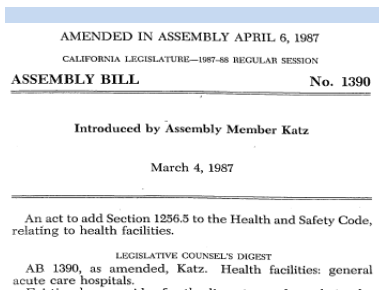 AMENDED IN ASSEMBLY APRIL 6, 1987
CALIFORNIA LEGISLATURE—1987-88 REGULAR SESSION
ASSEMBLY BILL No. 1390
Introduced by Assembly Member Katz
March 4, 1987
An act to add Section 1256.5 to the Health and Safety Code,
relating to health facilities.
LEGISLATIVE COUNSEL'S DIGEST
AB 1390, as amended, Katz. Health facilities: general
acute care hospitals.